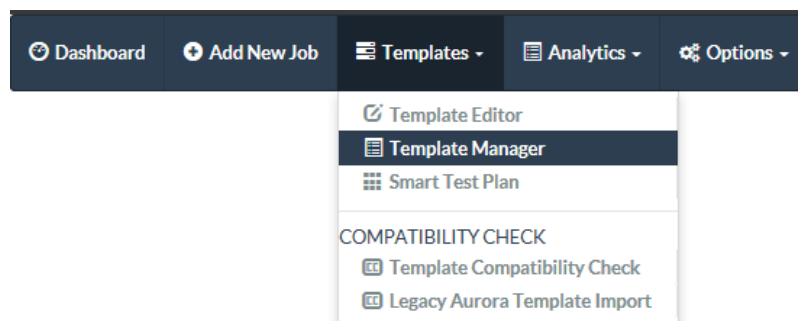 Dashboard Add New Job Templates Analytics Options
Template Editor
Template Manager
Smart Test Plan
COMPATIBILITY CHECK
Template Compatibility Check
Legacy Aurora Template Import